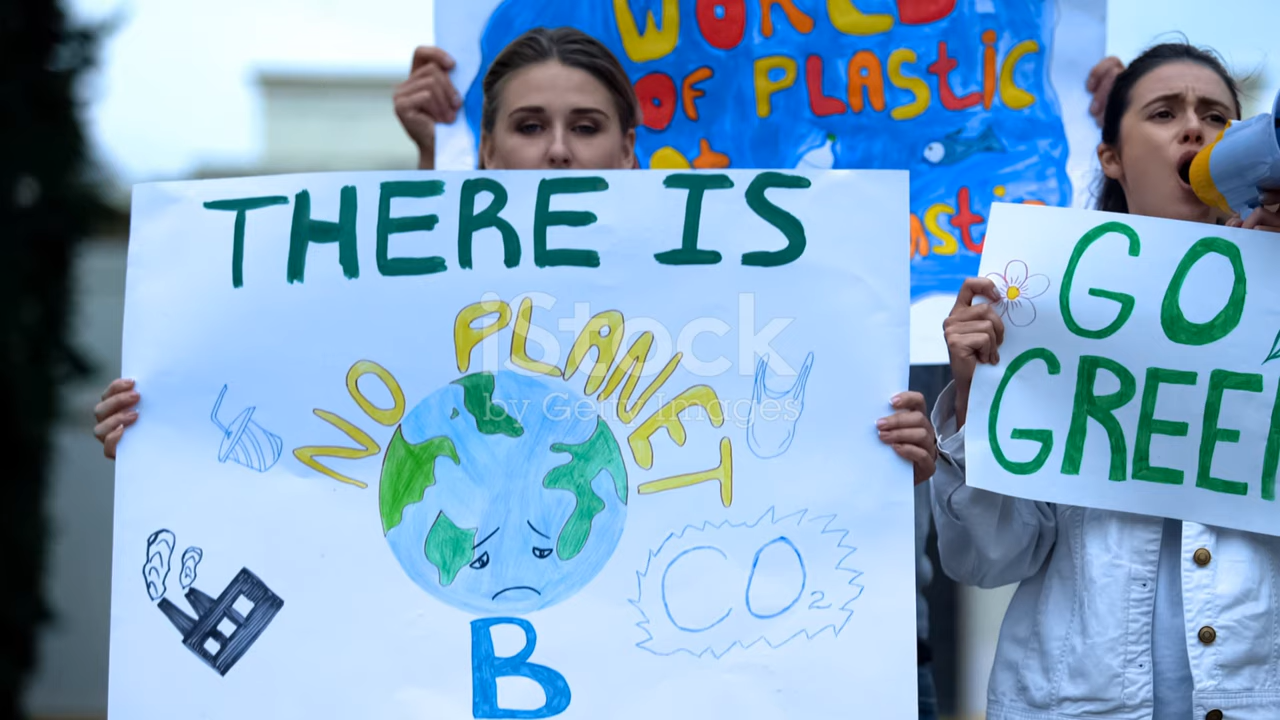 WORLD
OF PLASTIC
THERE IS
NO PLANET
B
CO₂
GO
GREEN
iStock
by Getty Images